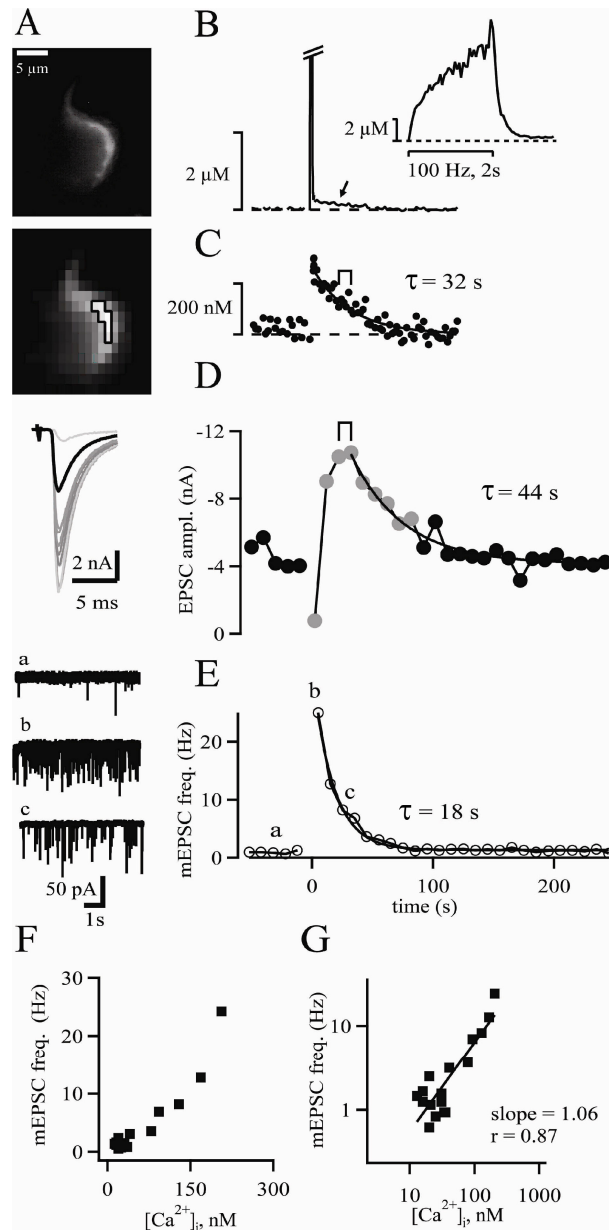 A
5 µm
B
2 µM
2 µM
100 Hz, 2s
C
200 nM
τ = 32 s
D
-12
-8
-4
0
EPSC ampl. (nA)
τ = 44 s
2 nA
5 ms
a
b
c
50 pA
1s
E
20
10
0
mEPSC freq. (Hz)
a
b
c
τ = 18 s
0
100
200
time (s)
F
30
20
10
0
mEPSC freq. (Hz)
0
150
300
[Ca2+]i, nM
G
10
1
mEPSC freq. (Hz)
slope = 1.06
r = 0.87
10
100
1000
[Ca2+]i, nM